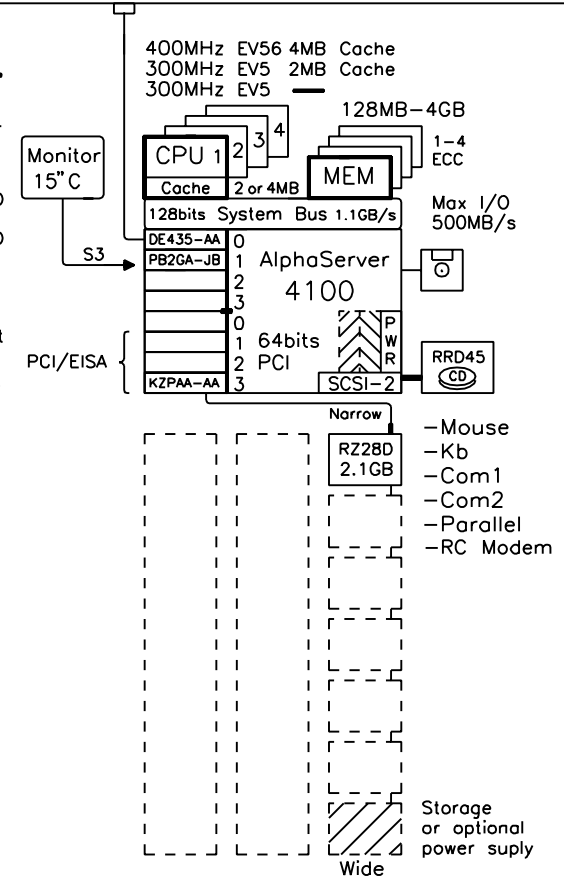 400MHz EV56 4MB Cache
300MHz EV5 2MB Cache
300MHz EV5 —
128MB-4GB
1-4
ECC
Monitor
15"C
CPU 1
2
3
4
Cache
2 or 4MB
MEM
128bits System Bus 1.1GB/s
Max I/O
500MB/s
S3
DE435-AA
PB2GA-JB
KZPAA-AA
0
1
2
3
0
1
2
3
AlphaServer
4100
64bits
PCI
P
W
R
SCSI-2
PCI/EISA
RRD45
CD
Narrow
RZ28D
2.1GB
-Mouse
-Kb
-Com1
-Com2
-Parallel
-RC Modem
Storage
or optional
power suply
Wide